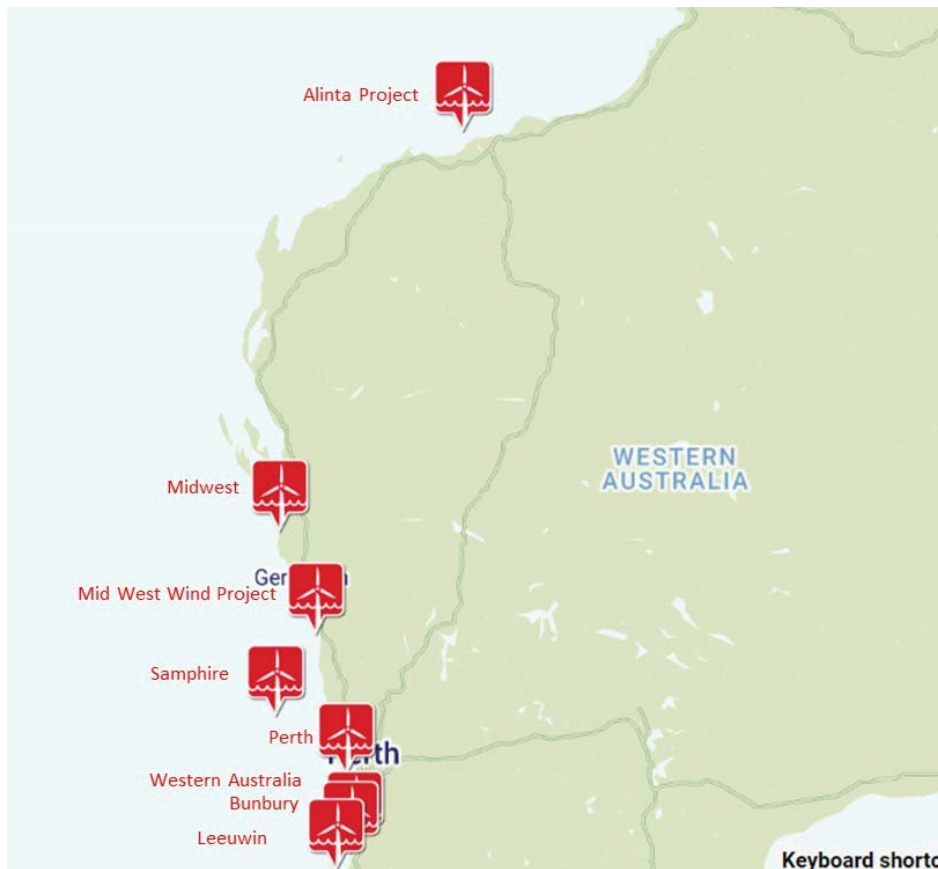 Alinta Project
WESTERN
AUSTRALIA
Midwest
Mid West Wind Project
Samphire
Perth
Western Australia
Bunbury
Leeuwin
Keyboard shortc